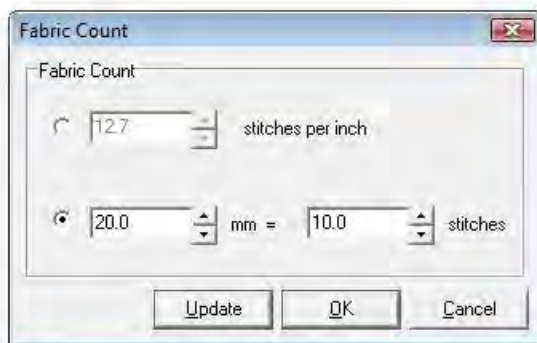 Fabric Count
Fabric Count
12.7 stitches per inch
20.0 mm = 10.0 stitches
Update OK Cancel